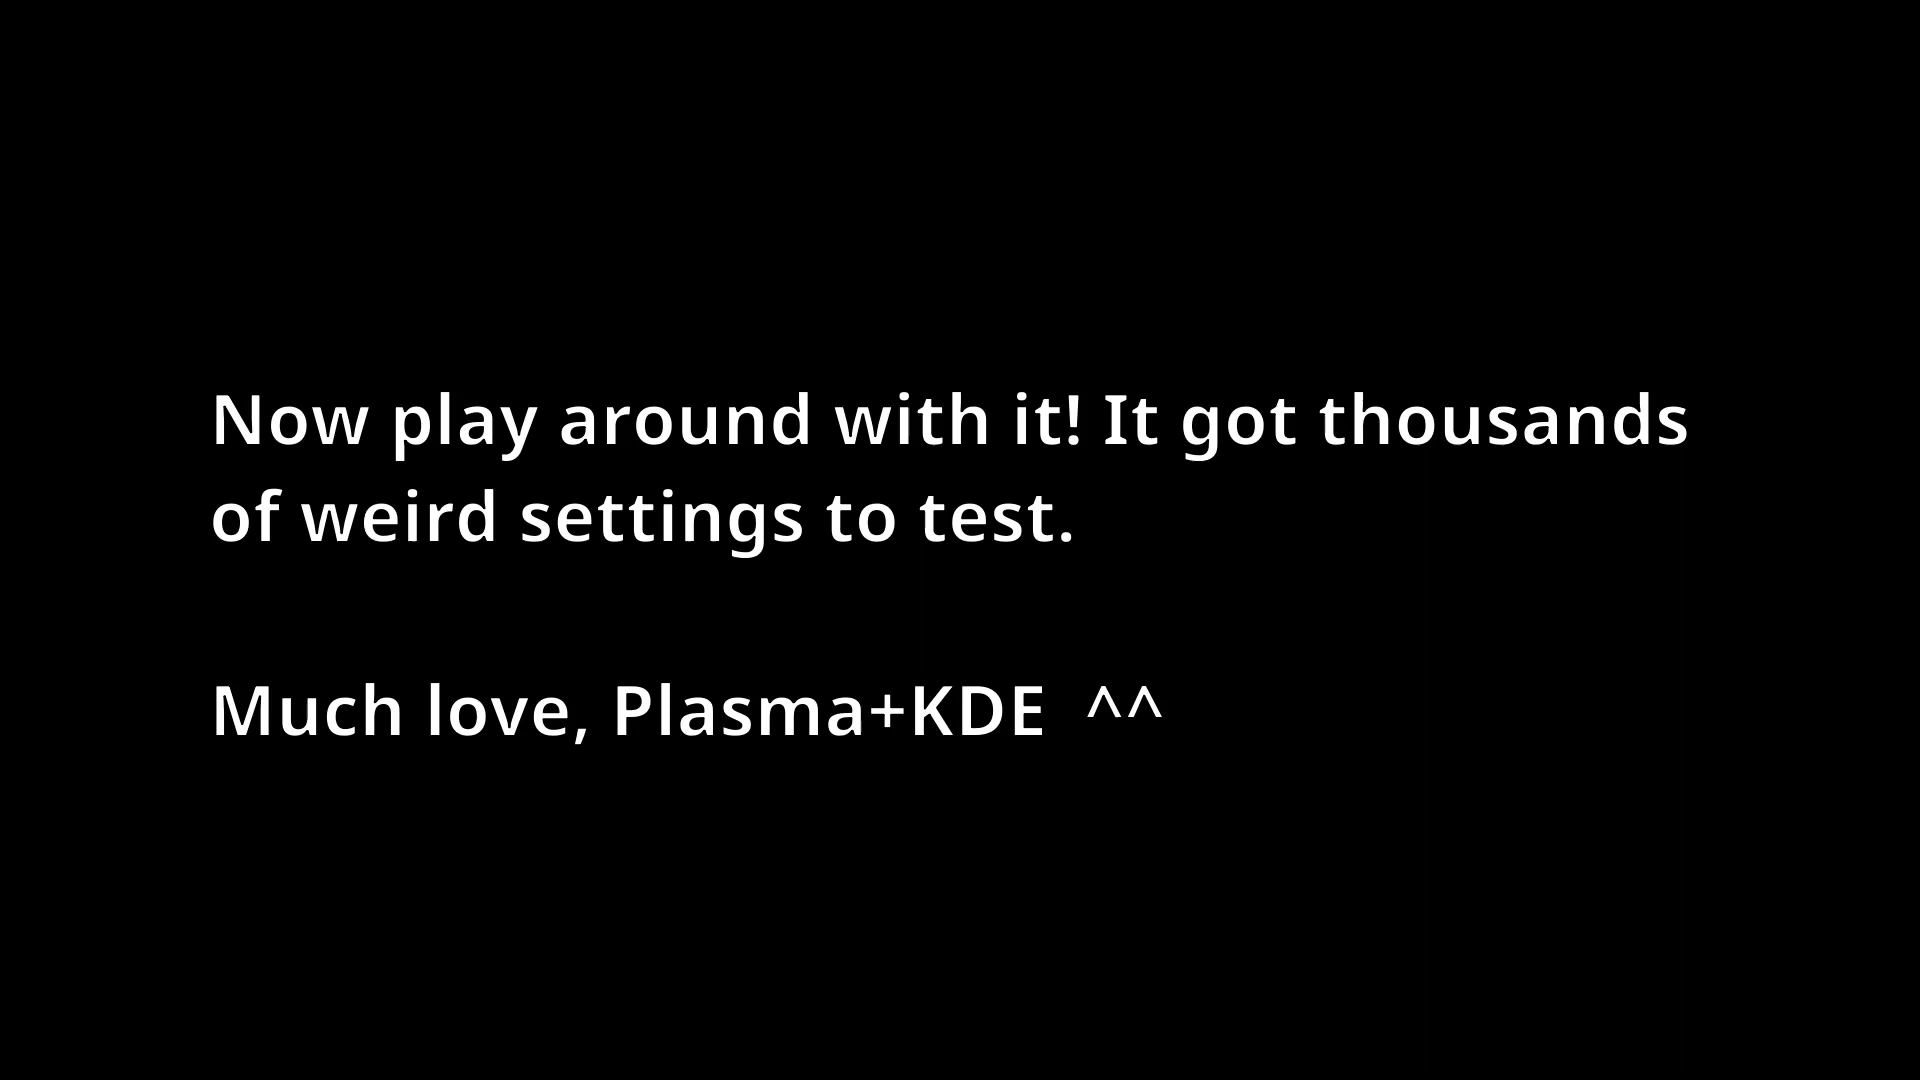 Now play around with it! It got thousands
of weird settings to test.
Much love, Plasma+KDE  ^^